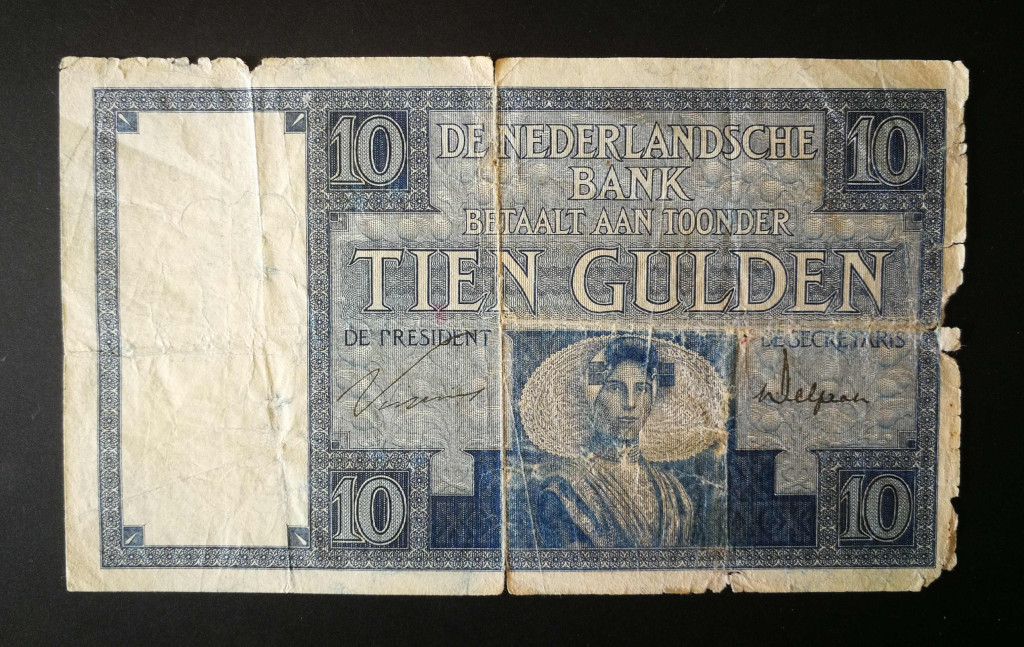 10 10
DE NEDERLANDSCHE
BANK
BETAALT AAN TOONDER
TIEN GULDEN
DE PRESIDENT DE SECRETARIS
10 10